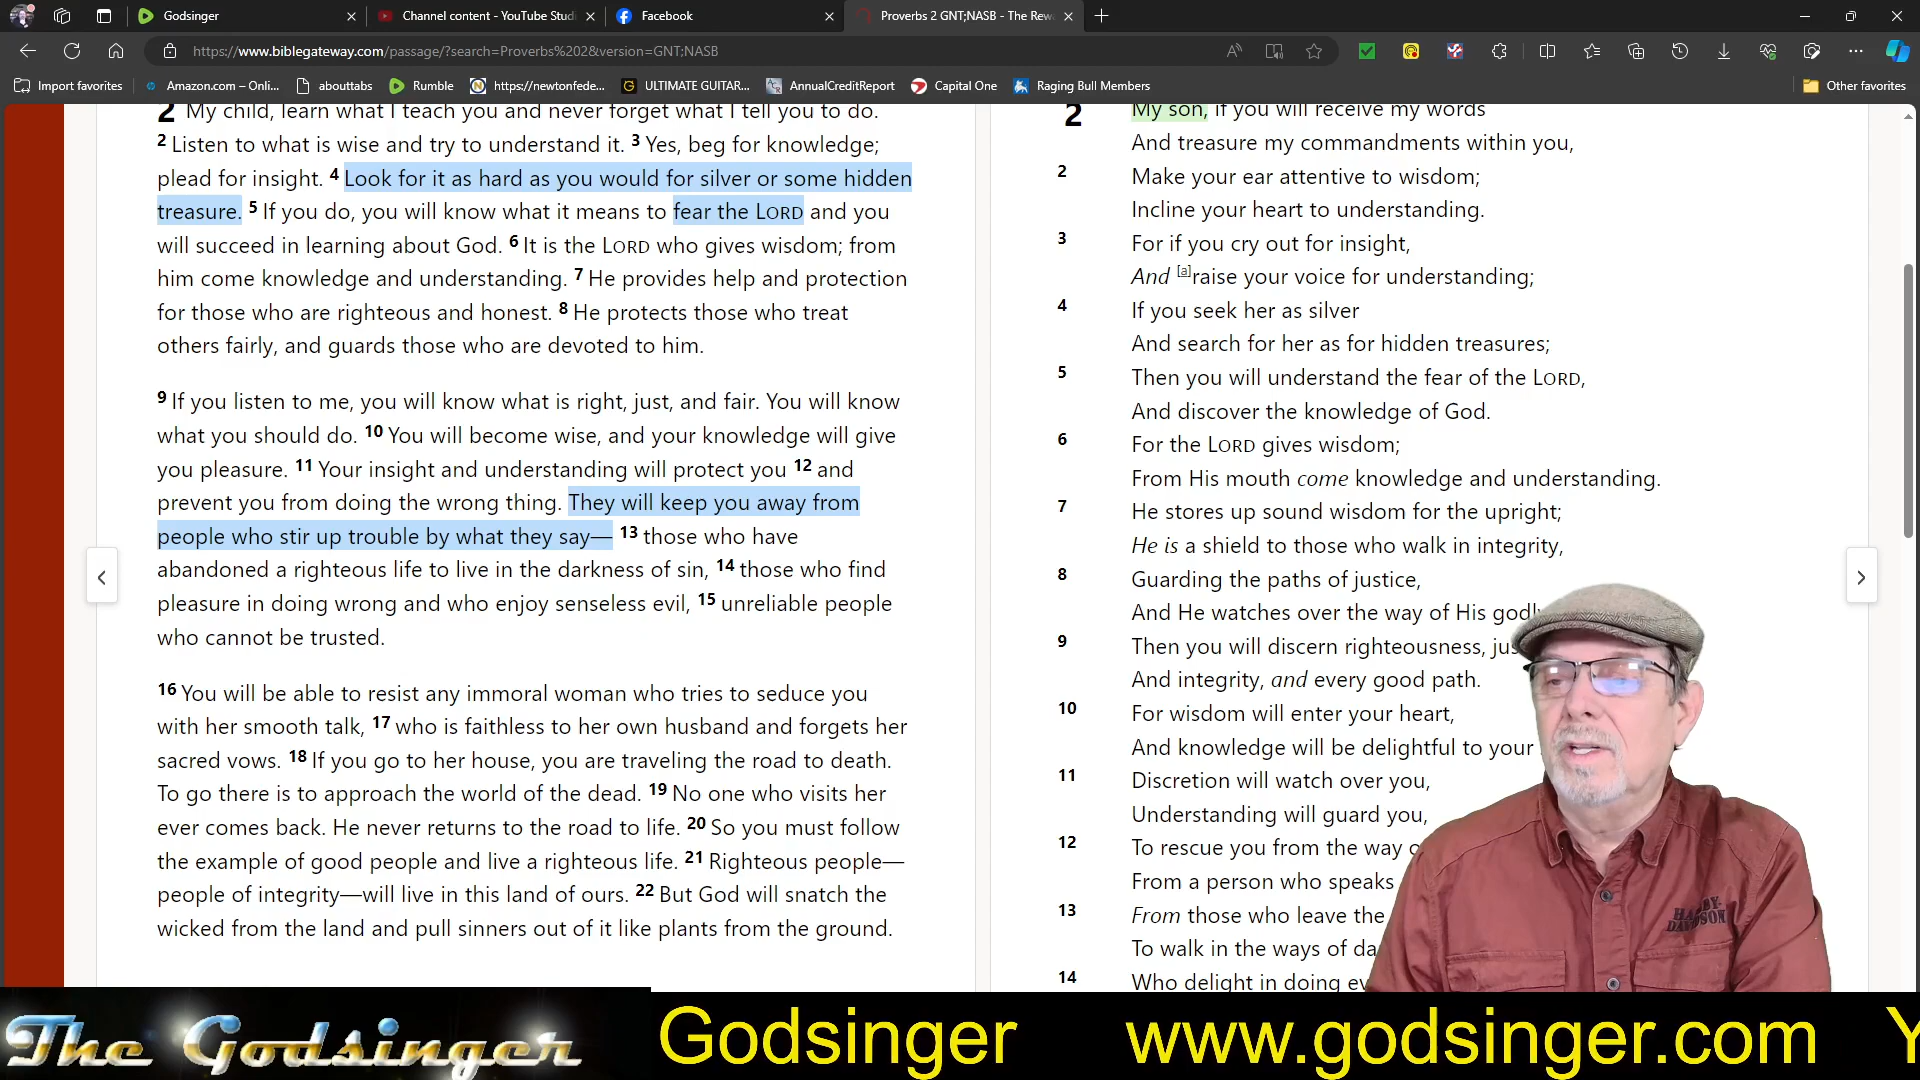 Godsinger
Channel content - YouTube Studi
Facebook
Proverbs 2 GNT;NASB - The Rew
https://www.biblegateway.com/passage/?search=Proverbs%202&version=GNT;NASB
Import favorites
Amazon.com – Onli...
abouttabs
Rumble
https://newtonfede...
ULTIMATE GUITAR...
AnnualCreditReport
Capital One
Raging Bull Members
Other favorites
2 My child, learn what I teach you and never forget what I tell you to do.
2 Listen to what is wise and try to understand it. 3 Yes, beg for knowledge;
plead for insight. 4 Look for it as hard as you would for silver or some hidden
treasure. 5 If you do, you will know what it means to fear the LORD and you
will succeed in learning about God. 6 It is the LORD who gives wisdom; from
him come knowledge and understanding. 7 He provides help and protection
for those who are righteous and honest. 8 He protects those who treat
others fairly, and guards those who are devoted to him.
9 If you listen to me, you will know what is right, just, and fair. You will know
what you should do. 10 You will become wise, and your knowledge will give
you pleasure. 11 Your insight and understanding will protect you 12 and
prevent you from doing the wrong thing. They will keep you away from
people who stir up trouble by what they say— 13 those who have
abandoned a righteous life to live in the darkness of sin, 14 those who find
pleasure in doing wrong and who enjoy senseless evil, 15 unreliable people
who cannot be trusted.
16 You will be able to resist any immoral woman who tries to seduce you
with her smooth talk, 17 who is faithless to her own husband and forgets her
sacred vows. 18 If you go to her house, you are traveling the road to death.
To go there is to approach the world of the dead. 19 No one who visits her
ever comes back. He never returns to the road to life. 20 So you must follow
the example of good people and live a righteous life. 21 Righteous people—
people of integrity—will live in this land of ours. 22 But God will snatch the
wicked from the land and pull sinners out of it like plants from the ground.
2 My son, if you will receive my words
And treasure my commandments within you,
2 Make your ear attentive to wisdom;
Incline your heart to understanding.
3 For if you cry out for insight,
And [a]raise your voice for understanding;
4 If you seek her as silver
And search for her as for hidden treasures;
5 Then you will understand the fear of the LORD,
And discover the knowledge of God.
6 For the LORD gives wisdom;
From His mouth come knowledge and understanding.
7 He stores up sound wisdom for the upright;
He is a shield to those who walk in integrity,
8 Guarding the paths of justice,
And He watches over the way of His godl
9 Then you will discern righteousness, jus
And integrity, and every good path.
10 For wisdom will enter your heart,
And knowledge will be delightful to your
11 Discretion will watch over you,
Understanding will guard you,
12 To rescue you from the way o
From a person who speaks
13 From those who leave the
To walk in the ways of da
14 Who delight in doing ev
HARLEY-
DAVIDSON
The Godsinger
Godsinger www.godsinger.com Y